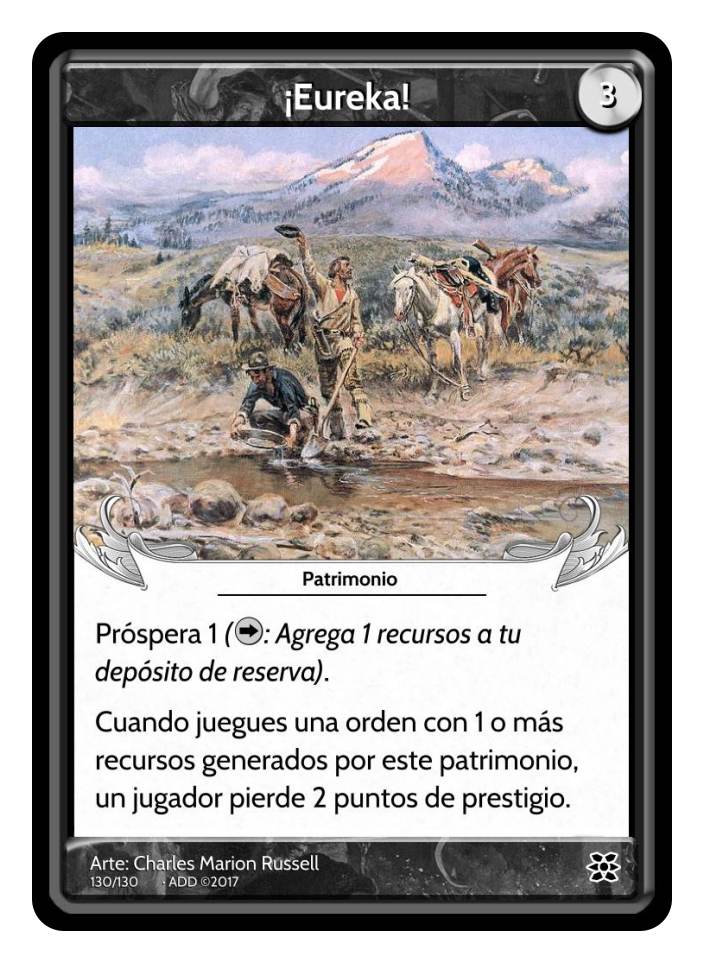 ¡Eureka!
3
Patrimonio
Próspera 1 (➡: Agrega 1 recursos a tu
depósito de reserva).
Cuando juegues una orden con 1 o más
recursos generados por este patrimonio,
un jugador pierde 2 puntos de prestigio.
Arte: Charles Marion Russell
130/130 · ADD ©2017